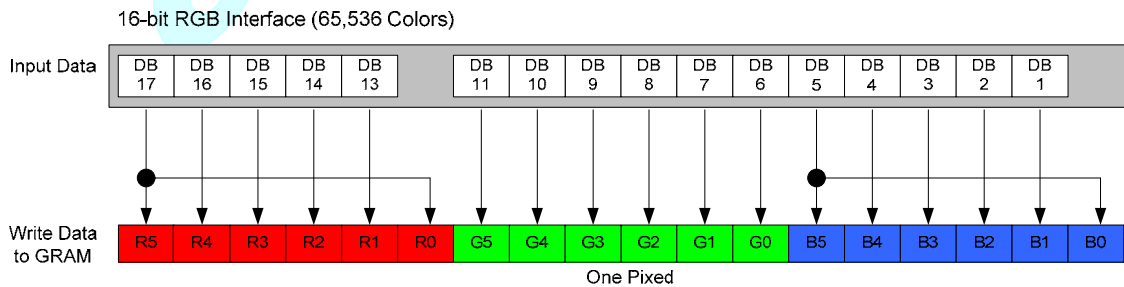 16-bit RGB Interface (65,536 Colors)
Input Data
DB 17 DB 16 DB 15 DB 14 DB 13 DB 11 DB 10 DB 9 DB 8 DB 7 DB 6 DB 5 DB 4 DB 3 DB 2 DB 1
Write Data to GRAM
R5 R4 R3 R2 R1 R0 G5 G4 G3 G2 G1 G0 B5 B4 B3 B2 B1 B0
One Pixed